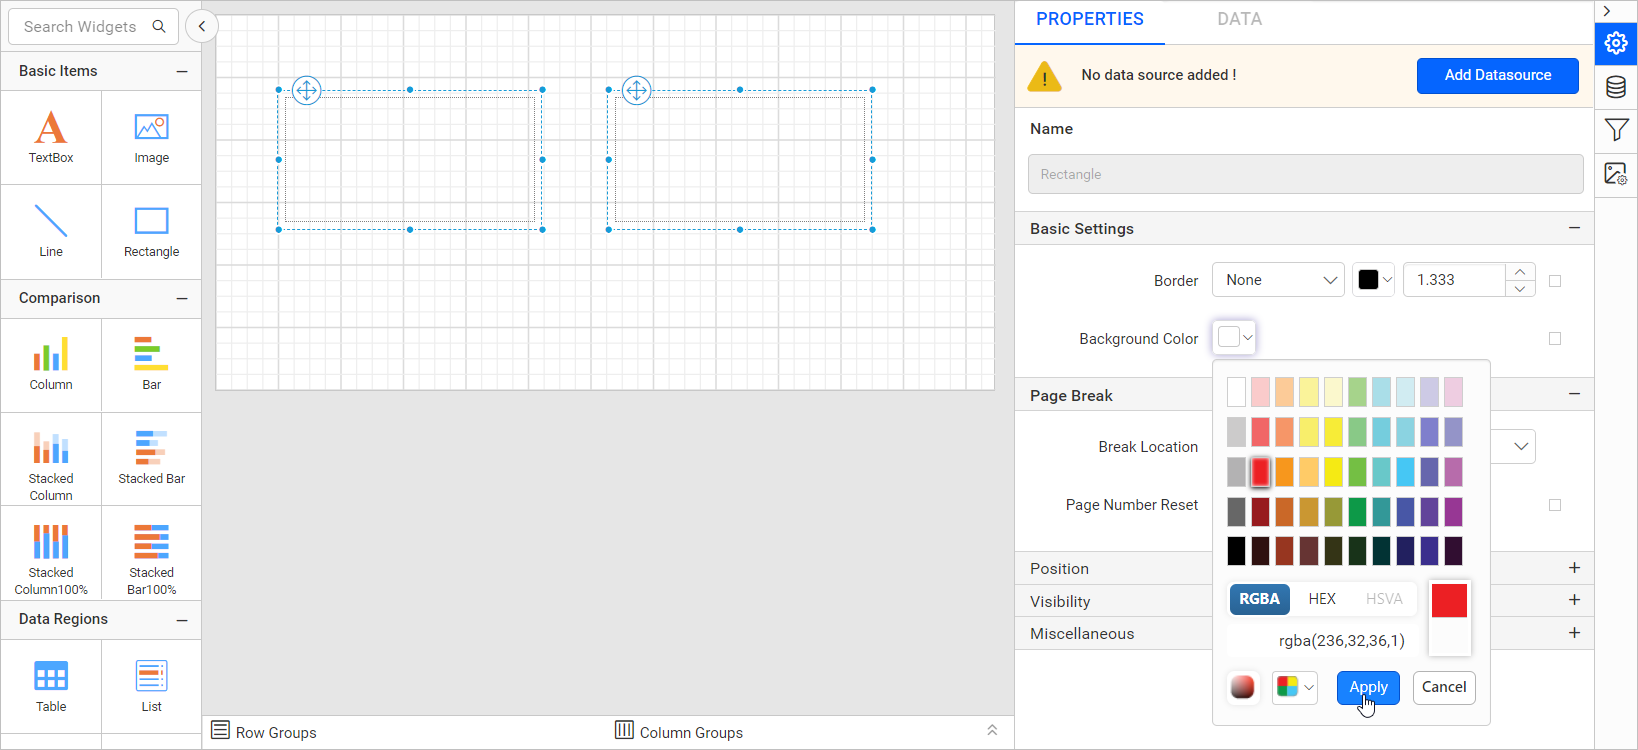 Search Widgets
Basic Items
TextBox
Image
Line
Rectangle
Comparison
Column
Bar
Stacked
Column
Stacked Bar
Stacked
Column100%
Stacked
Bar100%
Data Regions
Table
List
Row Groups
Column Groups
PROPERTIES
DATA
No data source added !
Add Datasource
Name
Rectangle
Basic Settings
Border
None
1.333
Background Color
Page Break
Break Location
Page Number Reset
Position
Visibility
Miscellaneous
RGBA
HEX
HSVA
rgba(236,32,36,1)
Apply
Cancel